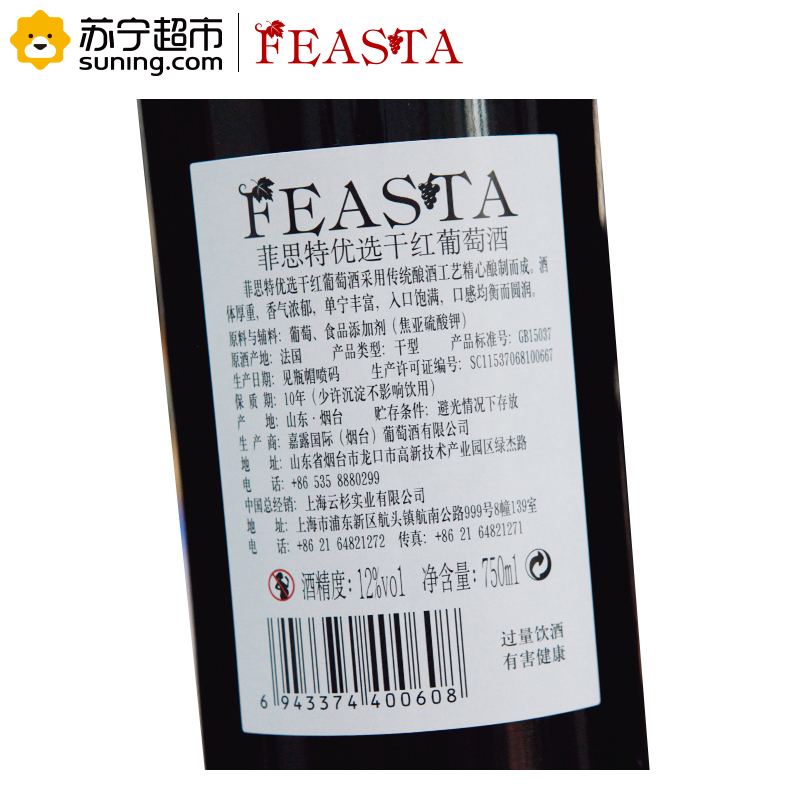 苏宁超市
suning.com
FEASTA
FEASTA
菲思特优选干红葡萄酒
菲思特优选干红葡萄酒采用传统酿酒工艺精心酿制而成。酒
体厚重，香气浓郁，单宁丰富，入口饱满，口感均衡而圆润。
原料与辅料：葡萄、食品添加剂（焦亚硫酸钾）
原酒产地：法国 产品类型：干型 产品标准号：GB15037
生产日期：见瓶帽喷码 生产许可证编号：SC11537068100667
保质期：10年（少许沉淀不影响饮用）
产地：山东·烟台 贮存条件：避光情况下存放
生产商：嘉露国际（烟台）葡萄酒有限公司
地址：山东省烟台市龙口市高新技术产业园区绿杰路
电话：+86 535 8880299
中国总经销：上海云杉实业有限公司
地址：上海市浦东新区航头镇航南公路999号8幢139室
电话：+86 21 64821272 传真：+86 21 64821271
酒精度：12%vol 净含量：750ml
过量饮酒
有害健康
6 943374 400608